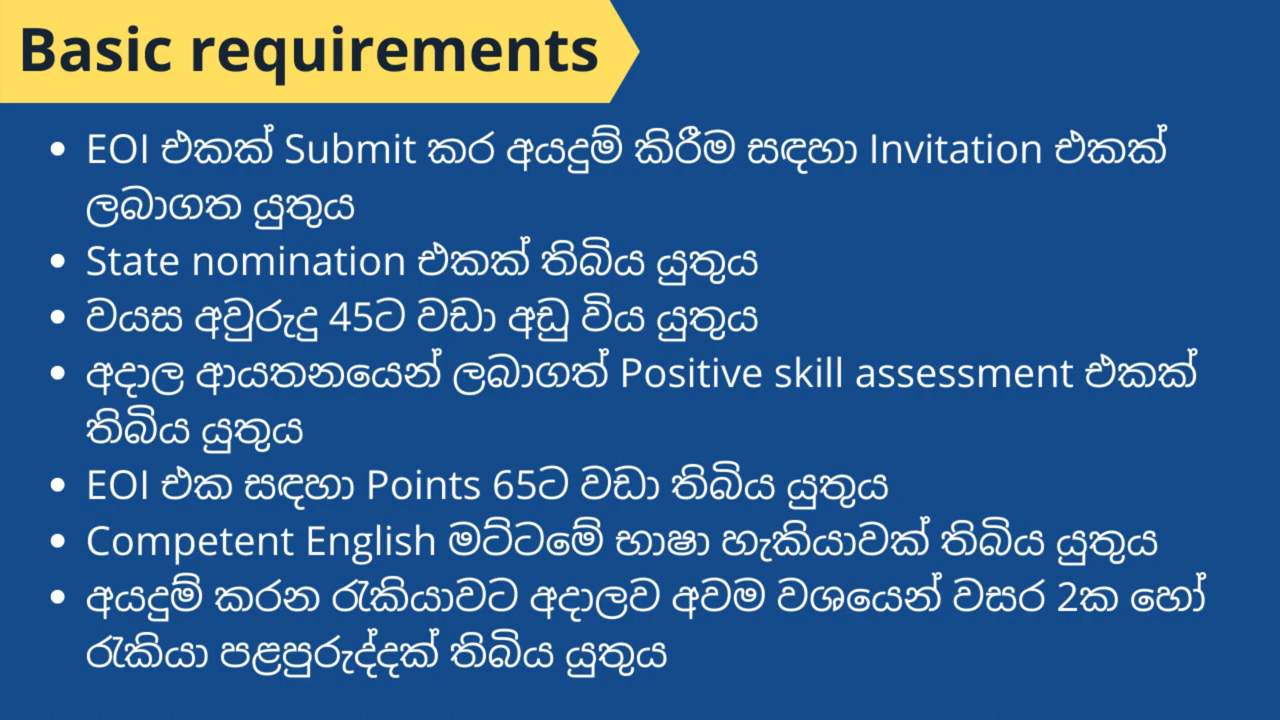 Basic requirements
• EOI එකක් Submit කර අයදුම් කිරීම සඳහා Invitation එකක්
ලබාගත යුතුය
• State nomination එකක් තිබිය යුතුය
• වයස අවුරුදු 45ට වඩා අඩු විය යුතුය
• අදාල ආයතනයෙන් ලබාගත් Positive skill assessment එකක්
තිබිය යුතුය
• EOI එක සඳහා Points 65ට වඩා තිබිය යුතුය
• Competent English මට්ටමේ භාෂා හැකියාවක් තිබිය යුතුය
• අයදුම් කරන රැකියාවට අදාලව අවම වශයෙන් වසර 2ක හෝ
රැකියා පළපුරුද්දක් තිබිය යුතුය